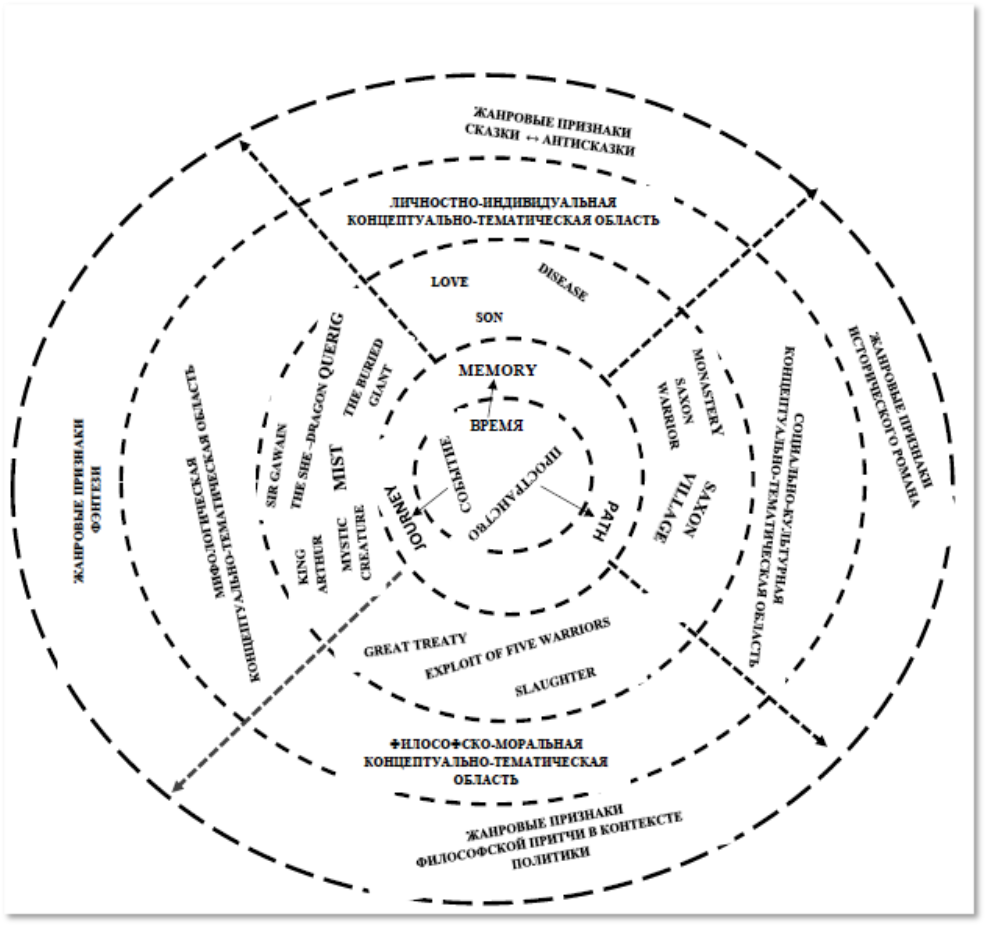 ЖАНРОВЫЕ ПРИЗНАКИ
СКАЗКИ ↔ АНТИСКАЗКИ
ЛИЧНОСТНО-ИНДИВИДУАЛЬНАЯ
КОНЦЕПТУАЛЬНО-ТЕМАТИЧЕСКАЯ ОБЛАСТЬ
LOVE
DISEASE
SON
MEMORY
ВРЕМЯ
СОБЫТИЕ
ПРОСТРАНСТВО
JOURNEY
PATH
ЖАНРОВЫЕ ПРИЗНАКИ
ФЭНТЕЗИ
МИФОЛОГИЧЕСКАЯ
КОНЦЕПТУАЛЬНО-ТЕМАТИЧЕСКАЯ ОБЛАСТЬ
SIR GAWAIN
THE SHE –DRAGON QUERIG
THE BURIED
GIANT
MIST
KING
ARTHUR
MYSTIC
CREATURE
MONASTERY
SAXON
WARRIOR
SAXON
VILLAGE
СОЦИАЛЬНО-КУЛЬТУРНАЯ
КОНЦЕПТУАЛЬНО-ТЕМАТИЧЕСКАЯ ОБЛАСТЬ
ЖАНРОВЫЕ ПРИЗНАКИ
ИСТОРИЧЕСКОГО РОМАНА
GREAT TREATY
EXPLOIT OF FIVE WARRIORS
SLAUGHTER
ФИЛОСОФСКО-МОРАЛЬНАЯ
КОНЦЕПТУАЛЬНО-ТЕМАТИЧЕСКАЯ
ОБЛАСТЬ
ЖАНРОВЫЕ ПРИЗНАКИ
ФИЛОСОФСКОЙ ПРИТЧИ В КОНТЕКСТЕ
ПОЛИТИКИ